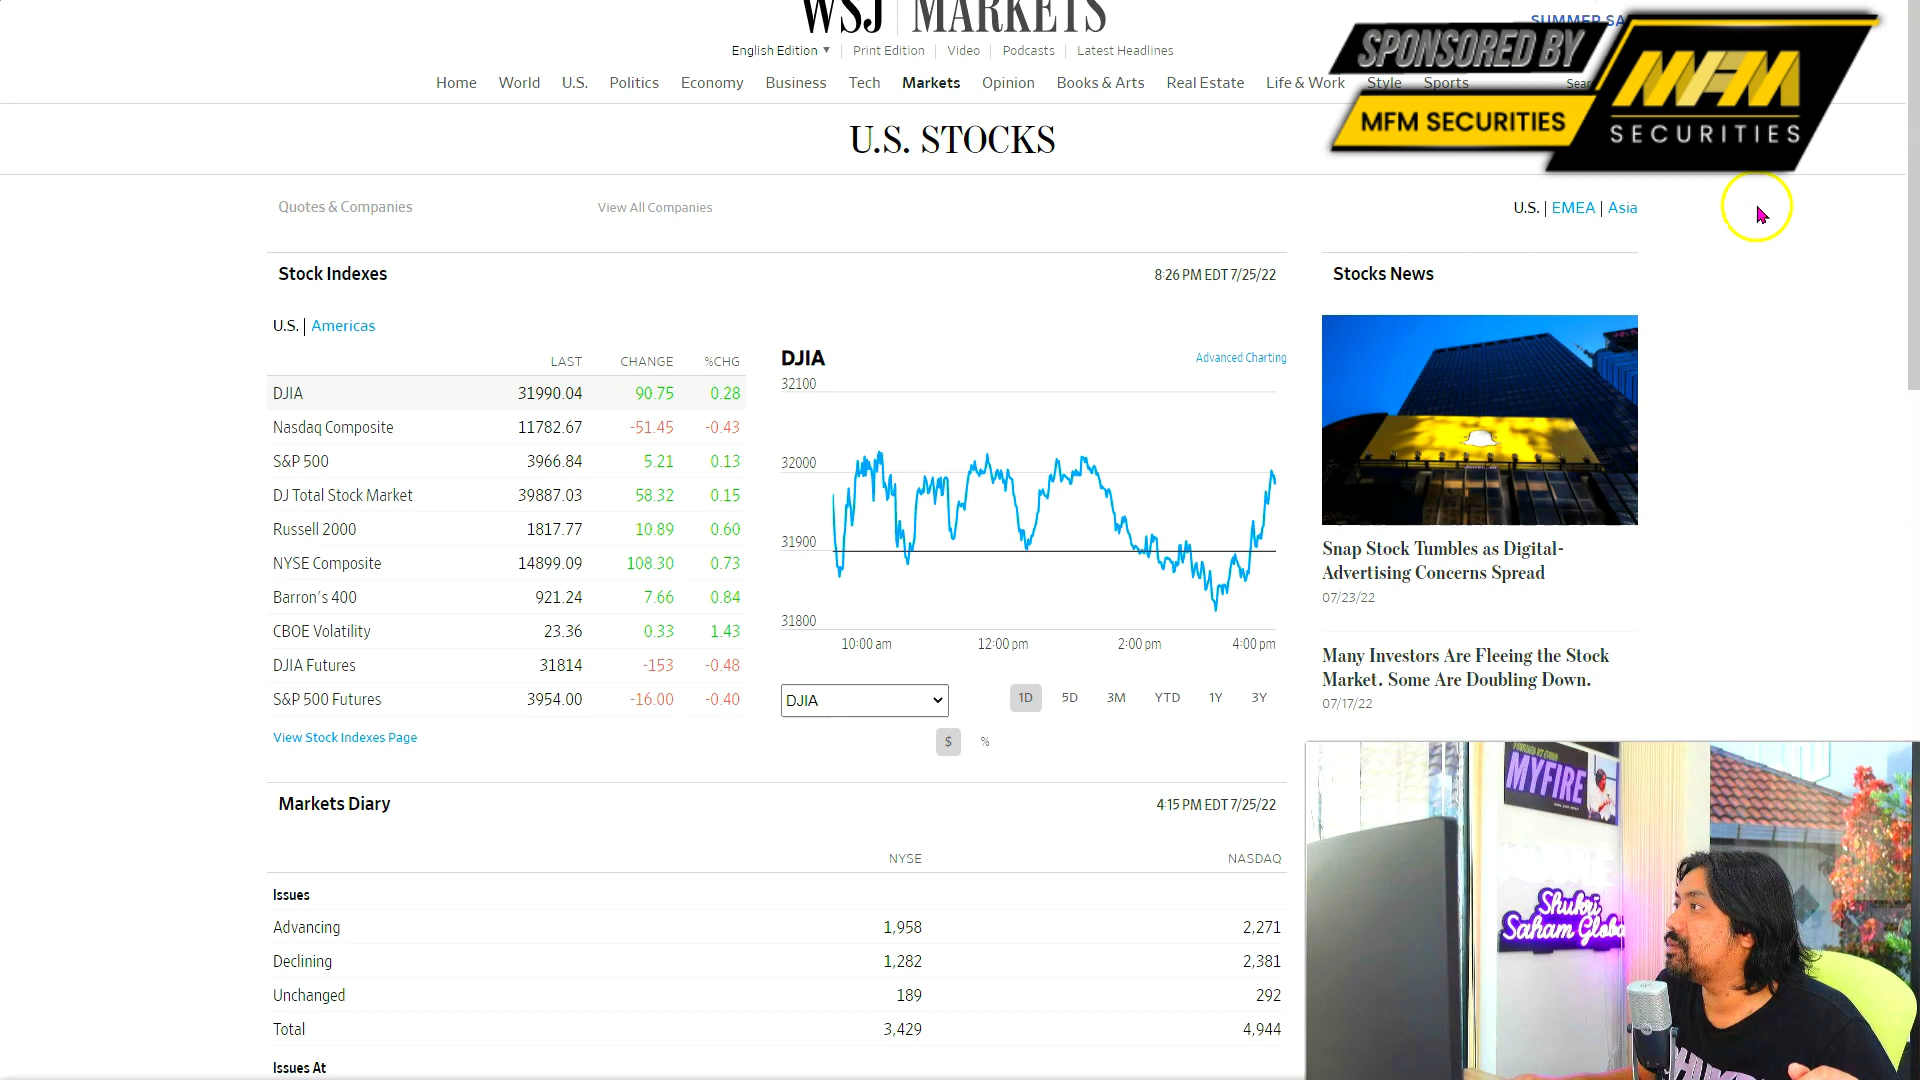 WSJ MARKETS
SUMMER SA
English Edition ▼ Print Edition Video Podcasts Latest Headlines
SPONSORED BY
MFM SECURITIES
MFM
SECURITIES
Home World U.S. Politics Economy Business Tech Markets Opinion Books & Arts Real Estate Life & Work Style Sports Sear
U.S. STOCKS
Quotes & Companies View All Companies
U.S. | EMEA | Asia
Stock Indexes 8:26 PM EDT 7/25/22
U.S. | Americas
LAST CHANGE %CHG
DJIA 31990.04 90.75 0.28
Nasdaq Composite 11782.67 -51.45 -0.43
S&P 500 3966.84 5.21 0.13
DJ Total Stock Market 39887.03 58.32 0.15
Russell 2000 1817.77 10.89 0.60
NYSE Composite 14899.09 108.30 0.73
Barron's 400 921.24 7.66 0.84
CBOE Volatility 23.36 0.33 1.43
DJIA Futures 31814 -153 -0.48
S&P 500 Futures 3954.00 -16.00 -0.40
View Stock Indexes Page
DJIA Advanced Charting
32100
32000
31900
31800
10:00 am 12:00 pm 2:00 pm 4:00 pm
DJIA 1D 5D 3M YTD 1Y 3Y
$ %
Stocks News
Snap Stock Tumbles as Digital-
Advertising Concerns Spread
07/23/22
Many Investors Are Fleeing the Stock
Market. Some Are Doubling Down.
07/17/22
Markets Diary 4:15 PM EDT 7/25/22
NYSE NASDAQ
Issues
Advancing 1,958 2,271
Declining 1,282 2,381
Unchanged 189 292
Total 3,429 4,944
Issues At
MYFIRE
Shukri
Saham Globa